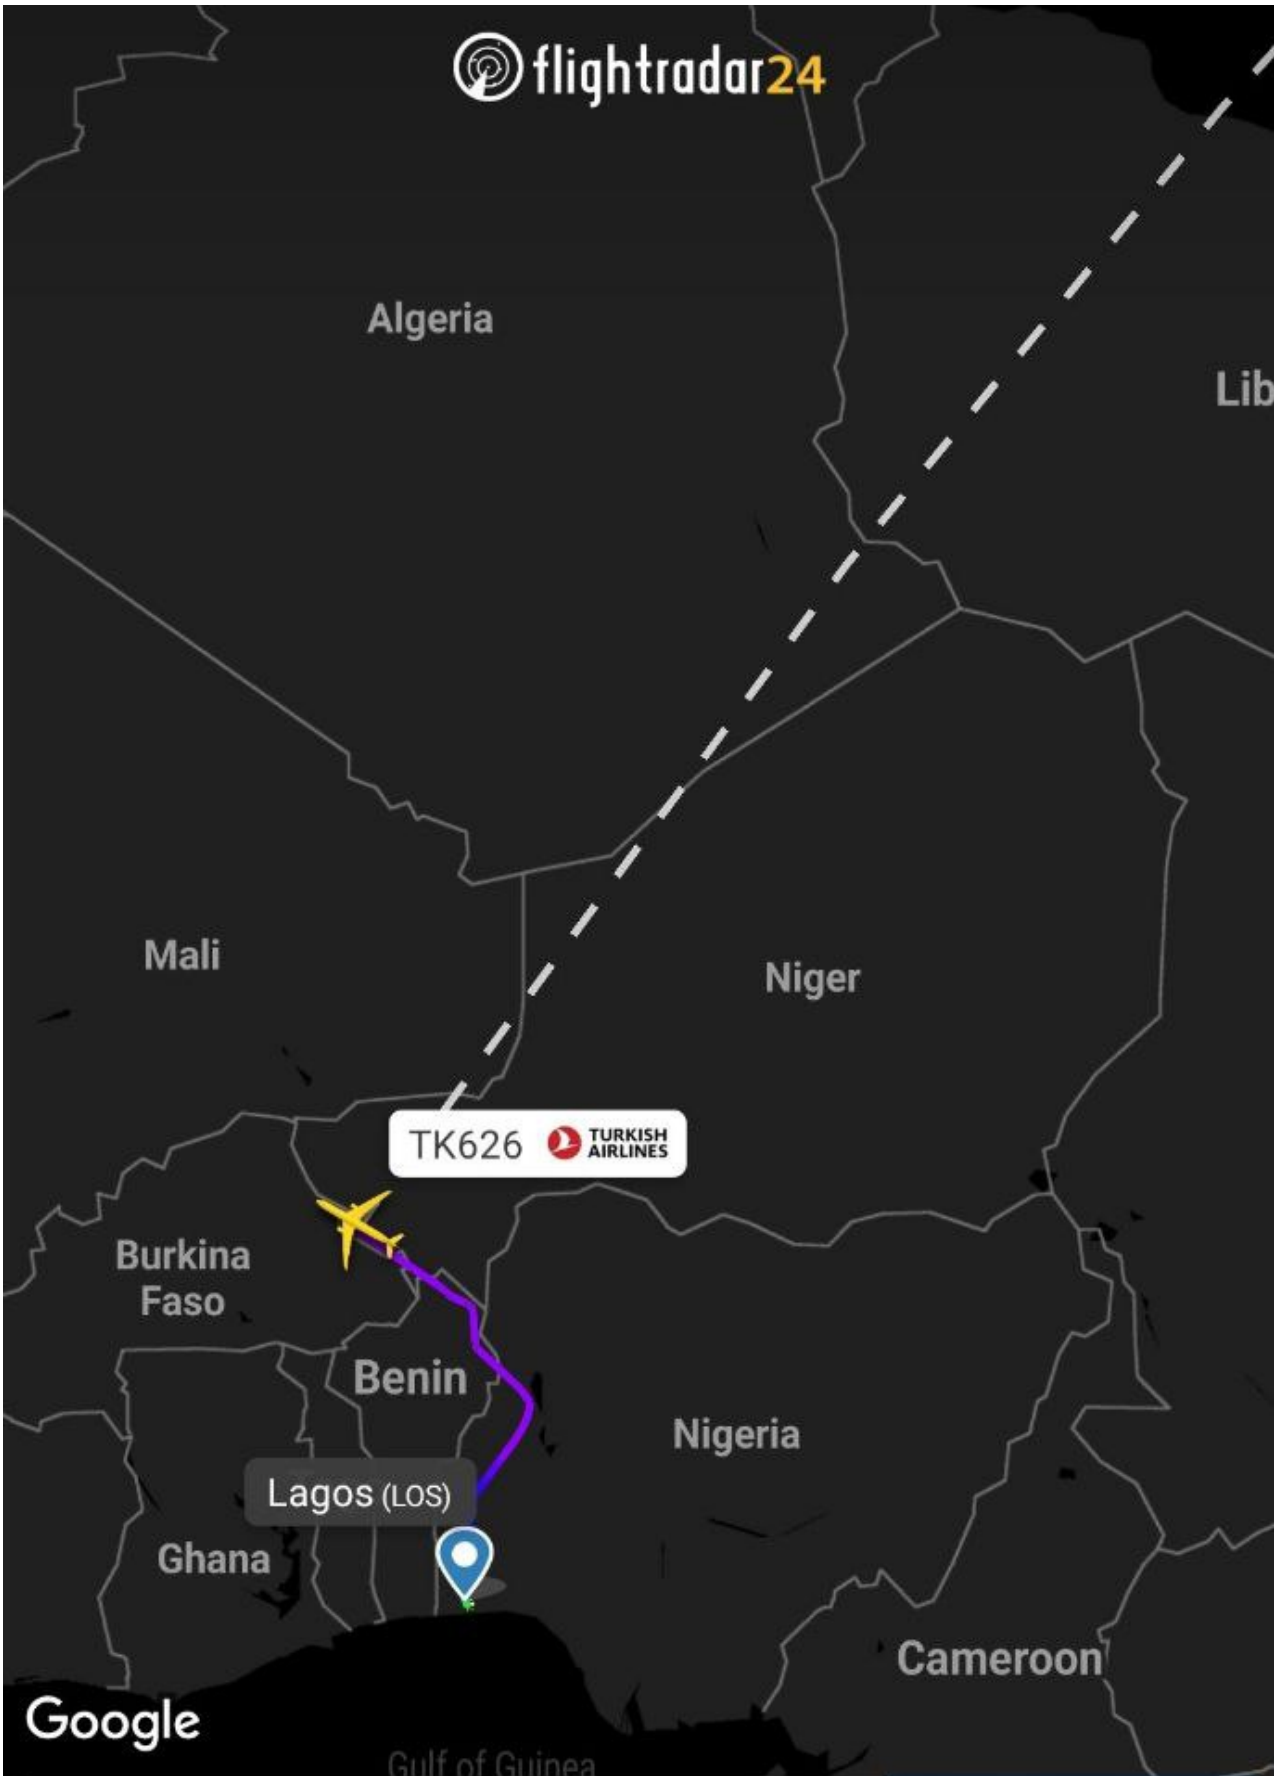 flightradar24
Algeria
Lib
Mali
Niger
TK626 TURKISH
AIRLINES
Burkina
Faso
Benin
Nigeria
Lagos (LOS)
Ghana
Cameroon
Google
Gulf of Guinea